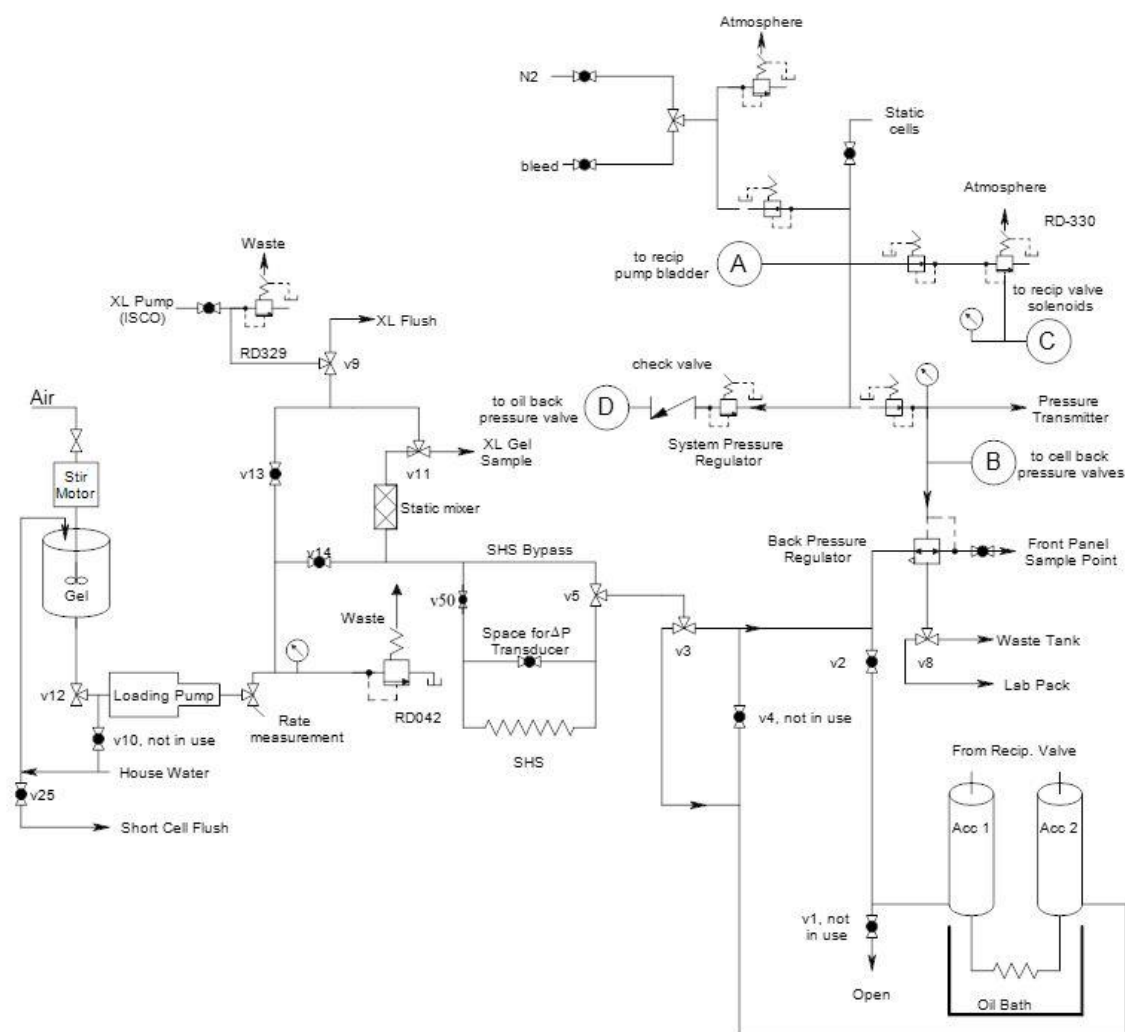 Atmosphere
N2
Static
cells
bleed
Atmosphere
RD-330
Waste
to recip
pump bladder
A
to recip valve
solenoids
XL Pump
(ISCO)
XL Flush
C
RD329
v9
check valve
Air
to oil back
pressure valve
D
Pressure
Transmitter
System Pressure
Regulator
XL Gel
Sample
B
to cell back
pressure valves
v13
v11
Stir
Motor
Static mixer
Back Pressure
Regulator
Front Panel
Sample Point
v14
SHS Bypass
Gel
v50
v5
Waste
Space for ΔP
Transducer
v3
v2
v8
Waste Tank
v12
Loading Pump
Lab Pack
RD042
Rate
measurement
v4, not in use
v10, not in use
SHS
From Recip. Valve
House Water
v25
Short Cell Flush
Acc 1
Acc 2
v1, not
in use
Open
Oil Bath